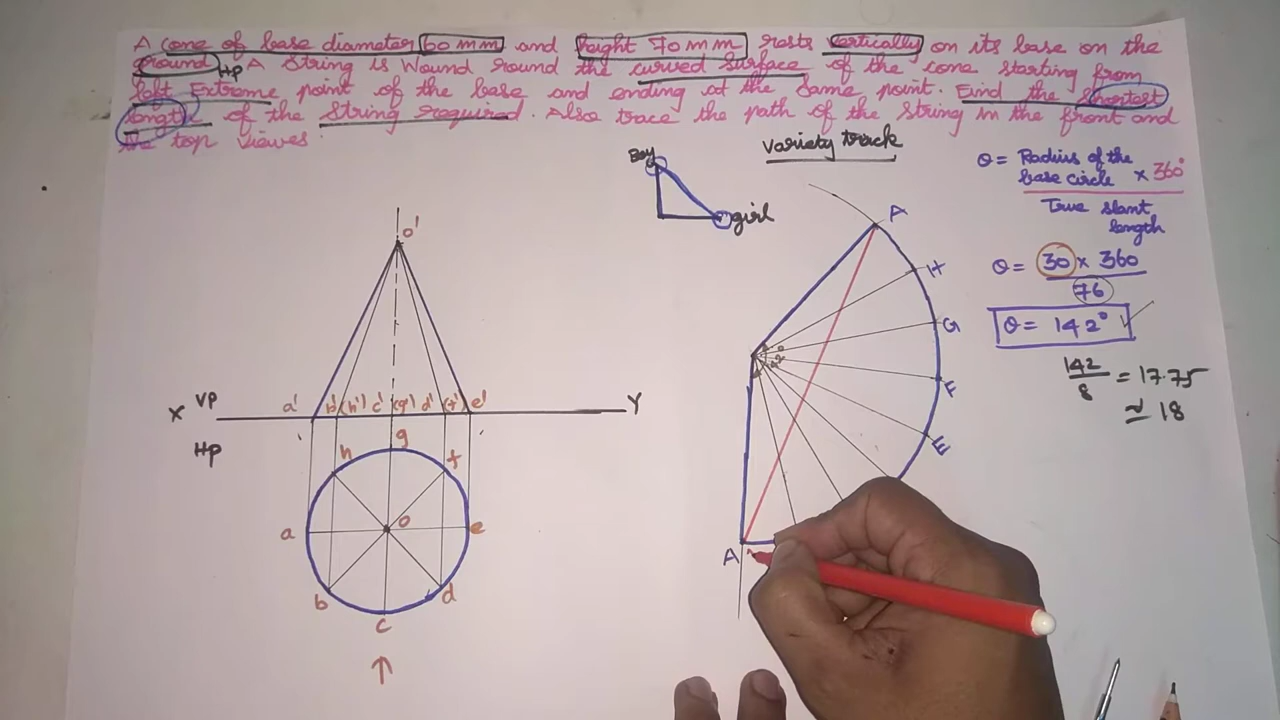 A cone of base diameter 60 mm and height 70 mm rests vertically on its base on the
ground HP A String is Wound round the curved surface of the cone starting from
left Extreme point of the base and ending at the Same point. Find the shortest
length of the String required. Also trace the path of the String in the front and
the top views
variety track
Boy
girl
θ = Radius of the
base circle × 360°
True slant
length
θ = 30 × 360
76
θ = 142°
142
8 = 17.75
≈ 18
o'
X VP a' b' (h') c' (g') d' (f') e' Y
HP
h g f
a o e
b d
c
A
H
G
F
E
A